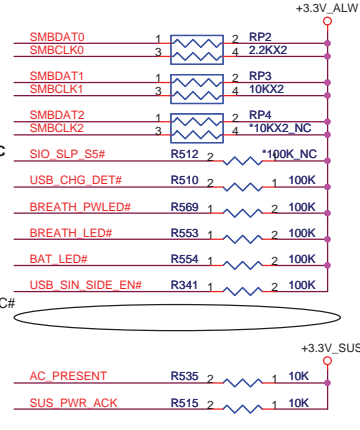 +3.3V_ALW
SMBDAT0 1 2 RP2
SMBCLK0 3 4 2.2KX2
SMBDAT1 1 2 RP3
SMBCLK1 3 4 10KX2
SMBDAT2 1 2 RP4
SMBCLK2 3 4 *10KX2_NC
C
SIO_SLP_S5# R512 2 1 *100K_NC
USB_CHG_DET# R510 2 1 100K
BREATH_PWLED# R569 1 2 100K
BREATH_LED# R553 1 2 100K
BAT_LED# R554 1 2 100K
USB_SIN_SIDE_EN# R341 1 2 100K
C#
+3.3V_SUS
AC_PRESENT R535 2 1 10K
SUS_PWR_ACK R515 2 1 10K